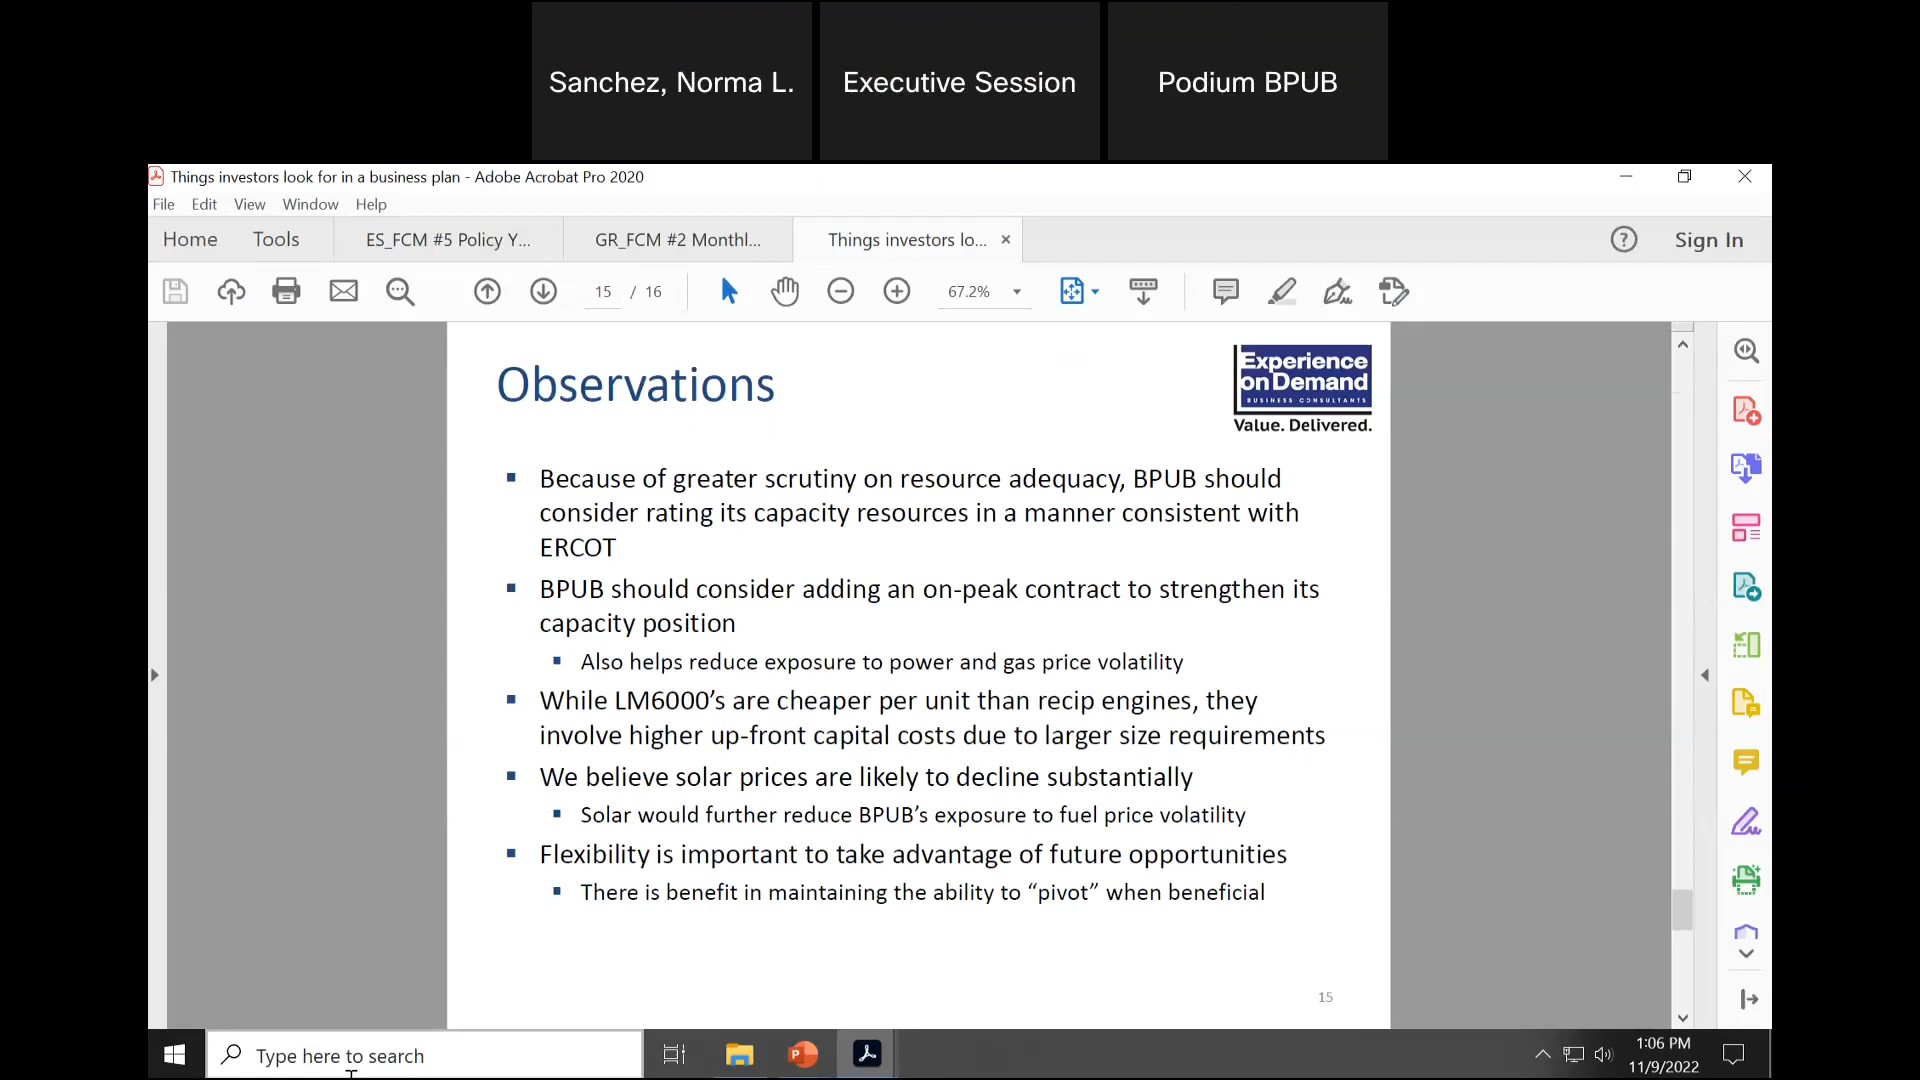 Sanchez, Norma L.
Executive Session
Podium BPUB
Things investors look for in a business plan - Adobe Acrobat Pro 2020
File Edit View Window Help
Home Tools ES_FCM #5 Policy Y... GR_FCM #2 Monthl... Things investors lo... × ? Sign In
15 / 16 67.2%
Observations
Experience
on Demand
BUSINESS CONSULTANTS
Value. Delivered.
▪ Because of greater scrutiny on resource adequacy, BPUB should
consider rating its capacity resources in a manner consistent with
ERCOT
▪ BPUB should consider adding an on-peak contract to strengthen its
capacity position
▪ Also helps reduce exposure to power and gas price volatility
▪ While LM6000’s are cheaper per unit than recip engines, they
involve higher up-front capital costs due to larger size requirements
▪ We believe solar prices are likely to decline substantially
▪ Solar would further reduce BPUB’s exposure to fuel price volatility
▪ Flexibility is important to take advantage of future opportunities
▪ There is benefit in maintaining the ability to “pivot” when beneficial
15
Type here to search
1:06 PM
11/9/2022